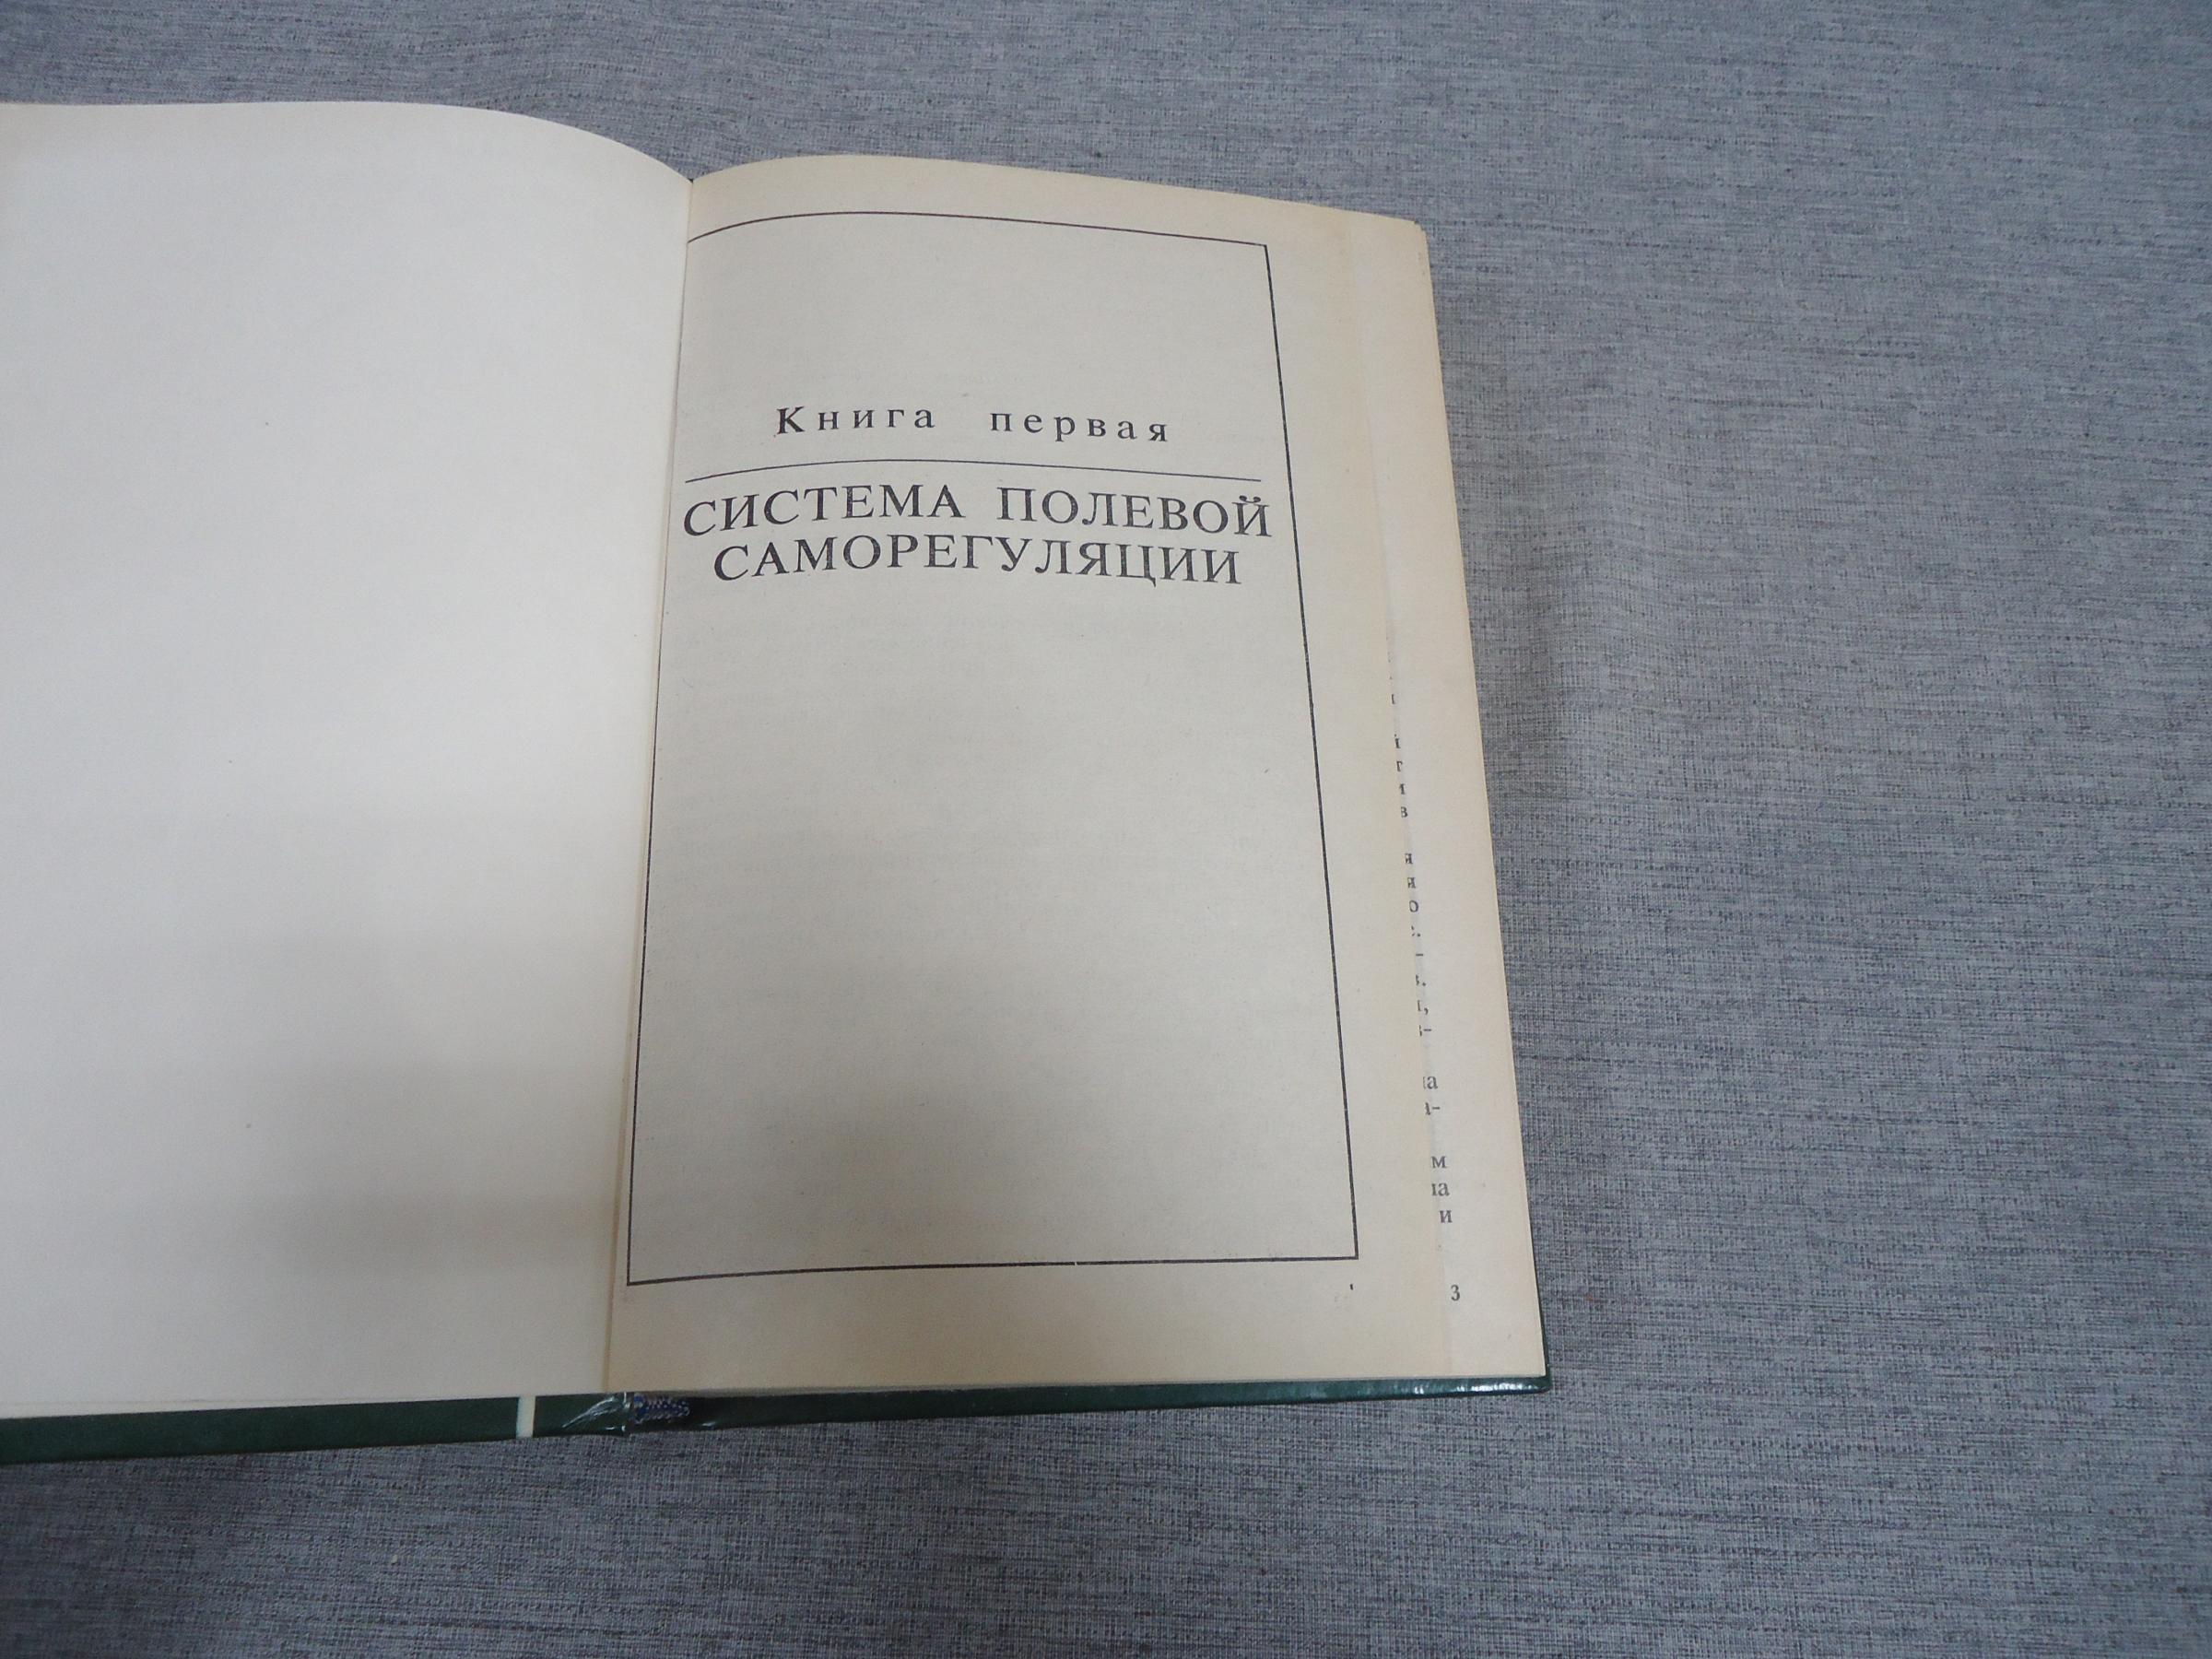 Книга первая
СИСТЕМА ПОЛЕВОЙ
САМОРЕГУЛЯЦИИ
3